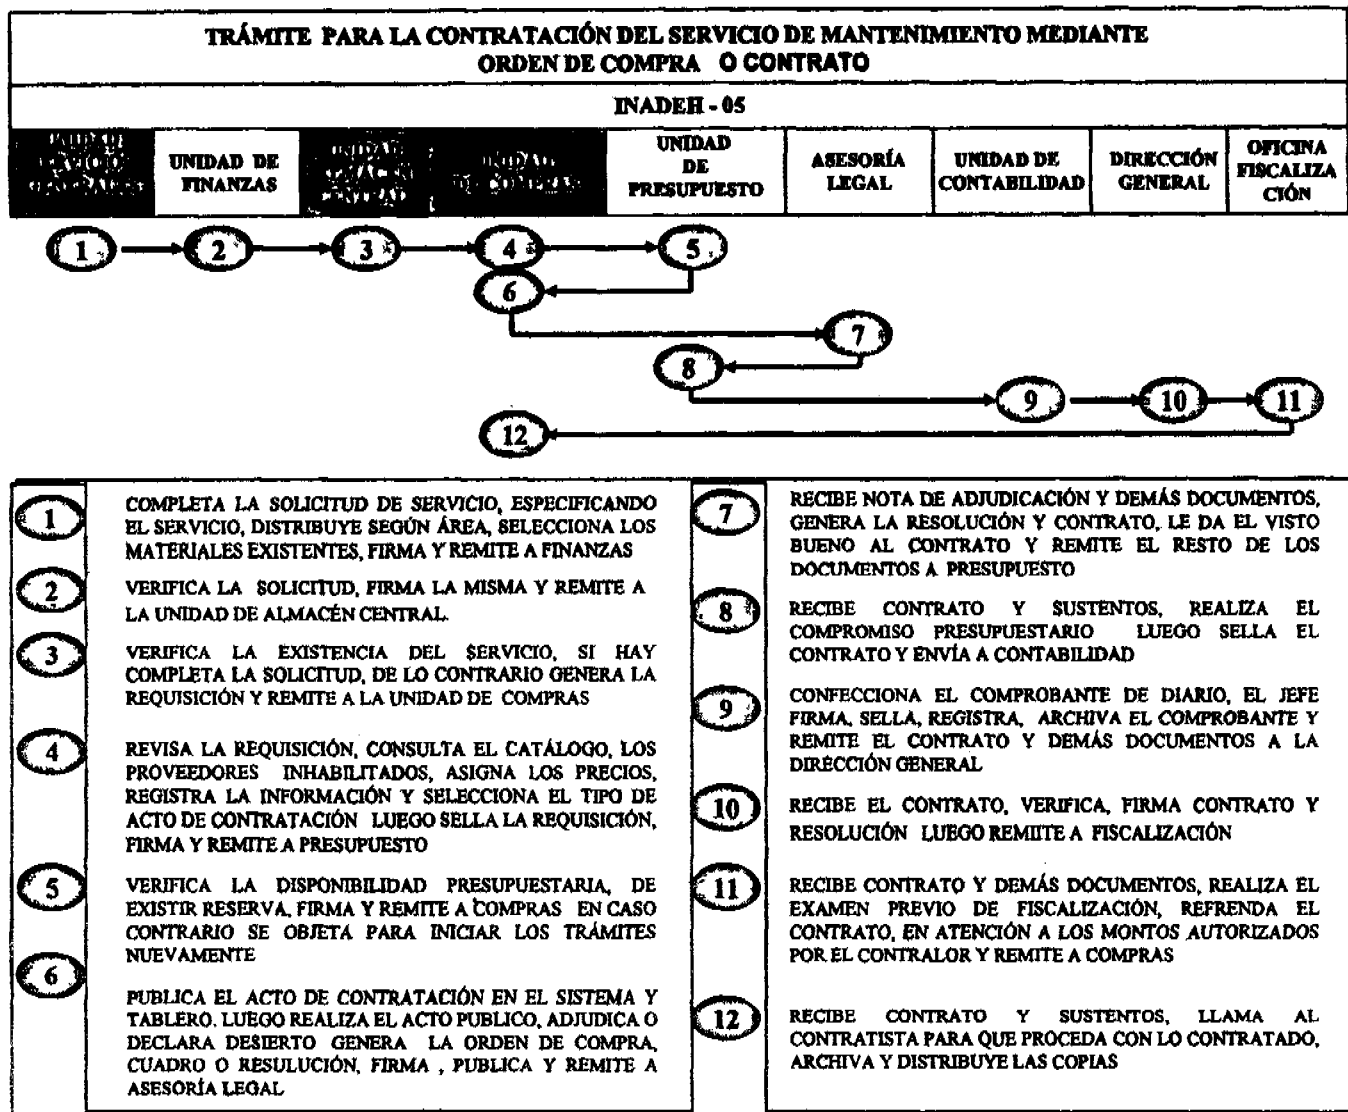 TRÁMITE PARA LA CONTRATACIÓN DEL SERVICIO DE MANTENIMIENTO MEDIANTE
ORDEN DE COMPRA O CONTRATO
INADEH - 05
UNIDAD DE
FINANZAS
UNIDAD
DE COMPRAS
UNIDAD
DE
PRESUPUESTO
ASESORÍA
LEGAL
UNIDAD DE
CONTABILIDAD
DIRECCIÓN
GENERAL
OFICINA
FISCALIZA
CIÓN
1
2
3
4
5
6
7
8
9
10
11
12
1
COMPLETA LA SOLICITUD DE SERVICIO, ESPECIFICANDO
EL SERVICIO, DISTRIBUYE SEGÚN ÁREA, SELECCIONA LOS
MATERIALES EXISTENTES, FIRMA Y REMITE A FINANZAS
2
VERIFICA LA SOLICITUD, FIRMA LA MISMA Y REMITE A
LA UNIDAD DE ALMACÉN CENTRAL.
3
VERIFICA LA EXISTENCIA DEL SERVICIO, SI HAY
COMPLETA LA SOLICITUD, DE LO CONTRARIO GENERA LA
REQUISICIÓN Y REMITE A LA UNIDAD DE COMPRAS
4
REVISA LA REQUISICIÓN, CONSULTA EL CATÁLOGO, LOS
PROVEEDORES INHABILITADOS, ASIGNA LOS PRECIOS,
REGISTRA LA INFORMACIÓN Y SELECCIONA EL TIPO DE
ACTO DE CONTRATACIÓN LUEGO SELLA LA REQUISICIÓN,
FIRMA Y REMITE A PRESUPUESTO
5
VERIFICA LA DISPONIBILIDAD PRESUPUESTARIA, DE
EXISTIR RESERVA, FIRMA Y REMITE A COMPRAS EN CASO
CONTRARIO SE OBJETA PARA INICIAR LOS TRÁMITES
NUEVAMENTE
6
PUBLICA EL ACTO DE CONTRATACIÓN EN EL SISTEMA Y
TABLERO. LUEGO REALIZA EL ACTO PUBLICO, ADJUDICA O
DECLARA DESIERTO GENERA LA ORDEN DE COMPRA,
CUADRO O RESULUCIÓN, FIRMA , PUBLICA Y REMITE A
ASESORÍA LEGAL
7
RECIBE NOTA DE ADJUDICACIÓN Y DEMÁS DOCUMENTOS,
GENERA LA RESOLUCIÓN Y CONTRATO, LE DA EL VISTO
BUENO AL CONTRATO Y REMITE EL RESTO DE LOS
DOCUMENTOS A PRESUPUESTO
8
RECIBE CONTRATO Y SUSTENTOS, REALIZA EL
COMPROMISO PRESUPUESTARIO LUEGO SELLA EL
CONTRATO Y ENVÍA A CONTABILIDAD
9
CONFECCIONA EL COMPROBANTE DE DIARIO, EL JEFE
FIRMA, SELLA, REGISTRA, ARCHIVA EL COMPROBANTE Y
REMITE EL CONTRATO Y DEMÁS DOCUMENTOS A LA
DIRECCIÓN GENERAL
10
RECIBE EL CONTRATO, VERIFICA, FIRMA CONTRATO Y
RESOLUCIÓN LUEGO REMIITE A FISCALIZACIÓN
11
RECIBE CONTRATO Y DEMÁS DOCUMENTOS, REALIZA EL
EXAMEN PREVIO DE FISCALIZACIÓN, REFRENDA EL
CONTRATO, EN ATENCIÓN A LOS MONTOS AUTORIZADOS
POR EL CONTRALOR Y REMITE A COMPRAS
12
RECIBE CONTRATO Y SUSTENTOS, LLAMA AL
CONTRATISTA PARA QUE PROCEDA CON LO CONTRATADO,
ARCHIVA Y DISTRIBUYE LAS COPIAS